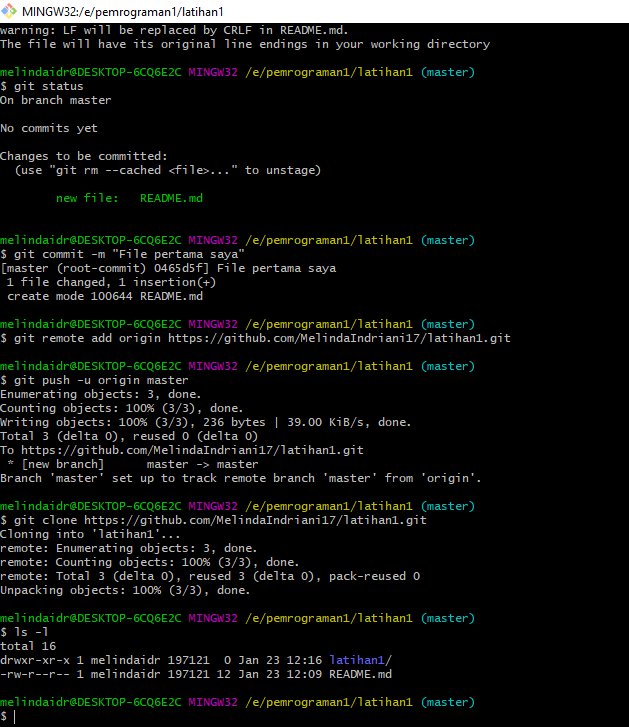 MINGW32:/e/pemrograman1/latihan1
warning: LF will be replaced by CRLF in README.md.
The file will have its original line endings in your working directory
melindaidr@DESKTOP-6CQ6E2C MINGW32 /e/pemrograman1/latihan1 (master)
$ git status
On branch master
No commits yet
Changes to be committed:
  (use "git rm --cached <file>..." to unstage)
        new file:   README.md
melindaidr@DESKTOP-6CQ6E2C MINGW32 /e/pemrograman1/latihan1 (master)
$ git commit -m "File pertama saya"
[master (root-commit) 0465d5f] File pertama saya
 1 file changed, 1 insertion(+)
 create mode 100644 README.md
melindaidr@DESKTOP-6CQ6E2C MINGW32 /e/pemrograman1/latihan1 (master)
$ git remote add origin https://github.com/MelindaIndriani17/latihan1.git
melindaidr@DESKTOP-6CQ6E2C MINGW32 /e/pemrograman1/latihan1 (master)
$ git push -u origin master
Enumerating objects: 3, done.
Counting objects: 100% (3/3), done.
Writing objects: 100% (3/3), 236 bytes | 39.00 KiB/s, done.
Total 3 (delta 0), reused 0 (delta 0)
To https://github.com/MelindaIndriani17/latihan1.git
 * [new branch]      master -> master
Branch 'master' set up to track remote branch 'master' from 'origin'.
melindaidr@DESKTOP-6CQ6E2C MINGW32 /e/pemrograman1/latihan1 (master)
$ git clone https://github.com/MelindaIndriani17/latihan1.git
Cloning into 'latihan1'...
remote: Enumerating objects: 3, done.
remote: Counting objects: 100% (3/3), done.
remote: Total 3 (delta 0), reused 3 (delta 0), pack-reused 0
Unpacking objects: 100% (3/3), done.
melindaidr@DESKTOP-6CQ6E2C MINGW32 /e/pemrograman1/latihan1 (master)
$ ls -l
total 16
drwxr-xr-x 1 melindaidr 197121  0 Jan 23 12:16 latihan1/
-rw-r--r-- 1 melindaidr 197121 12 Jan 23 12:09 README.md
melindaidr@DESKTOP-6CQ6E2C MINGW32 /e/pemrograman1/latihan1 (master)
$